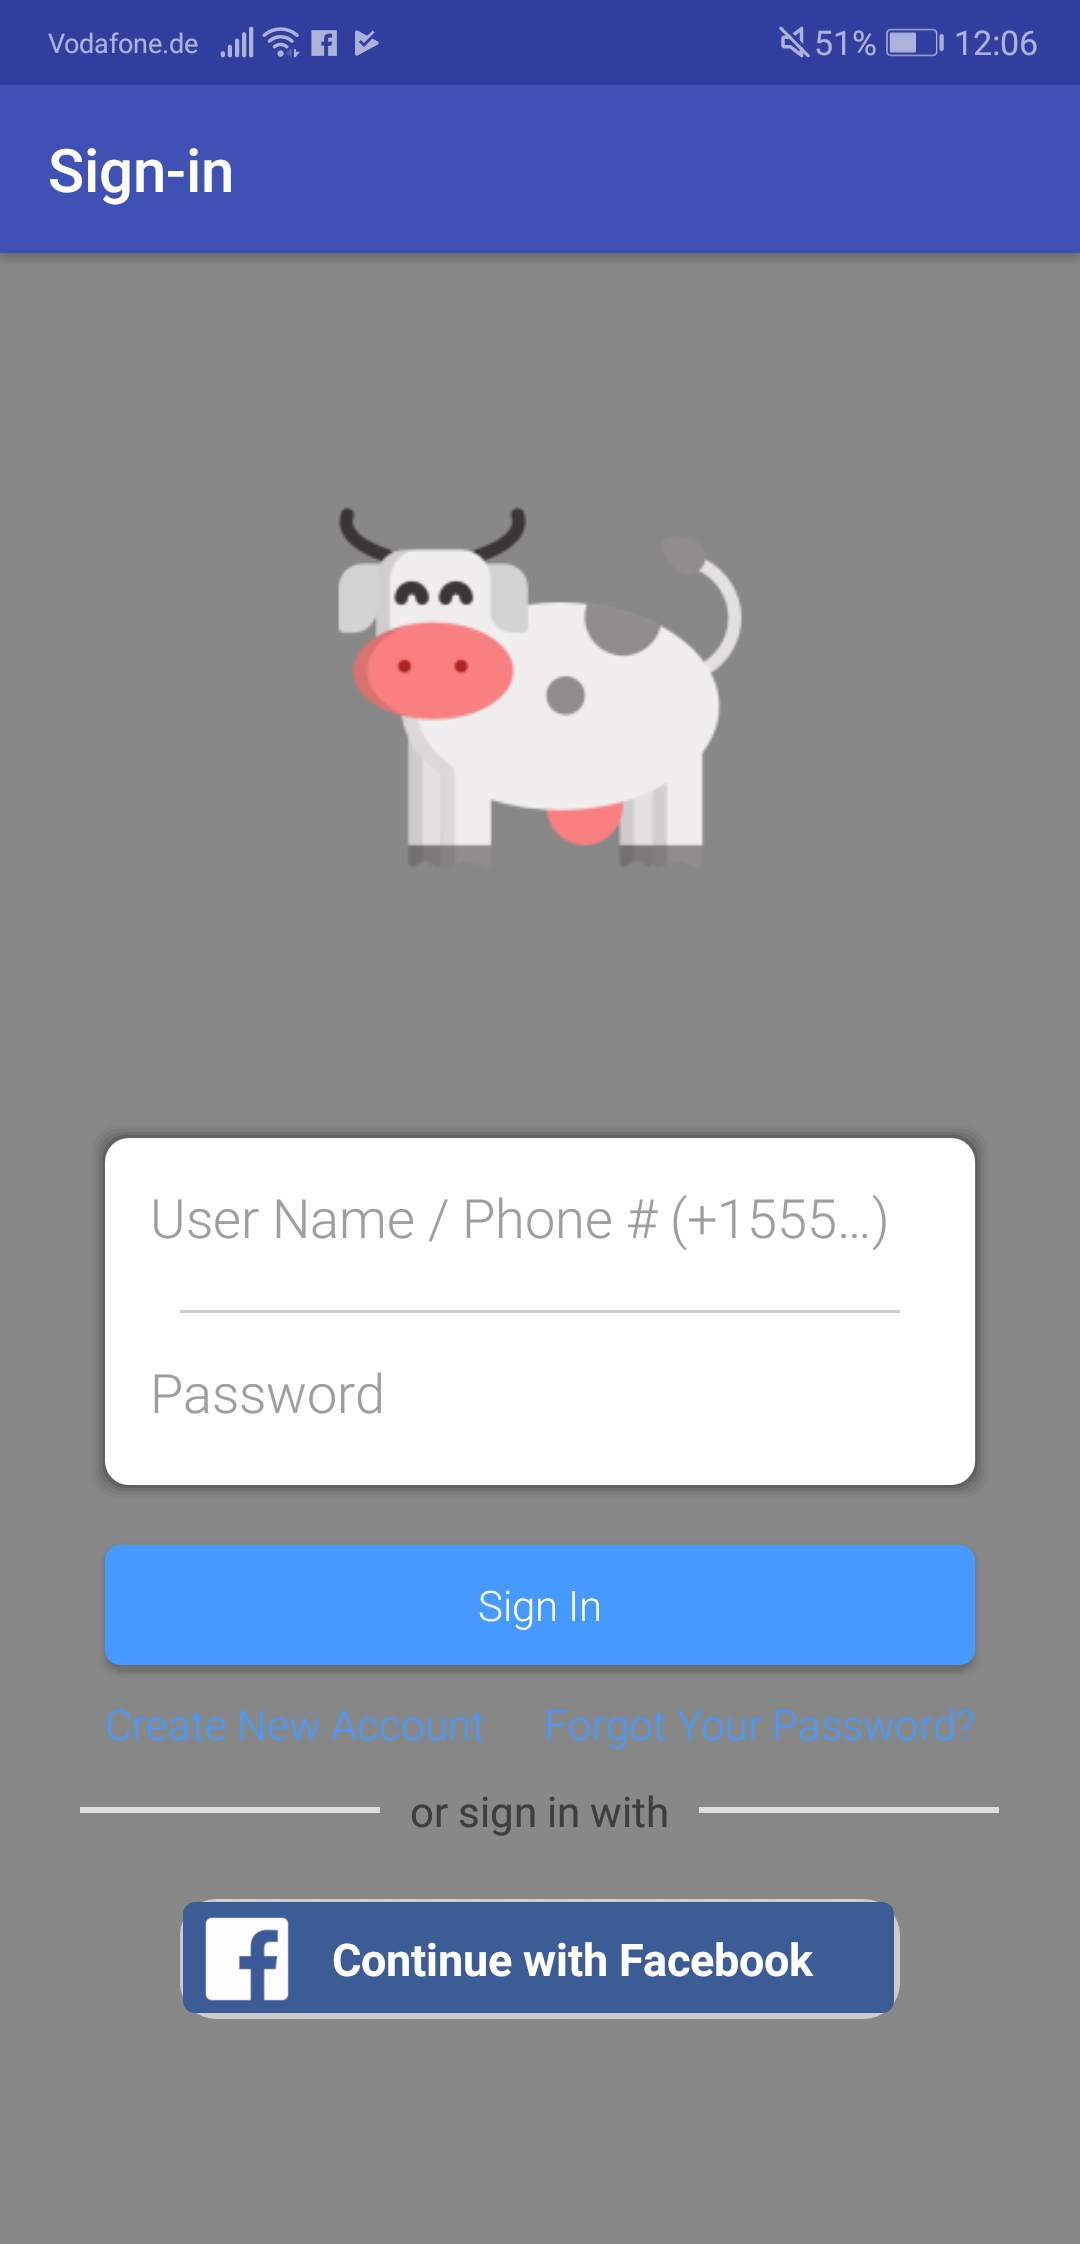 Vodafone.de 51% 12:06
Sign-in
User Name / Phone # (+1555...)
Password
Sign In
Create New Account Forgot Your Password?
or sign in with
Continue with Facebook